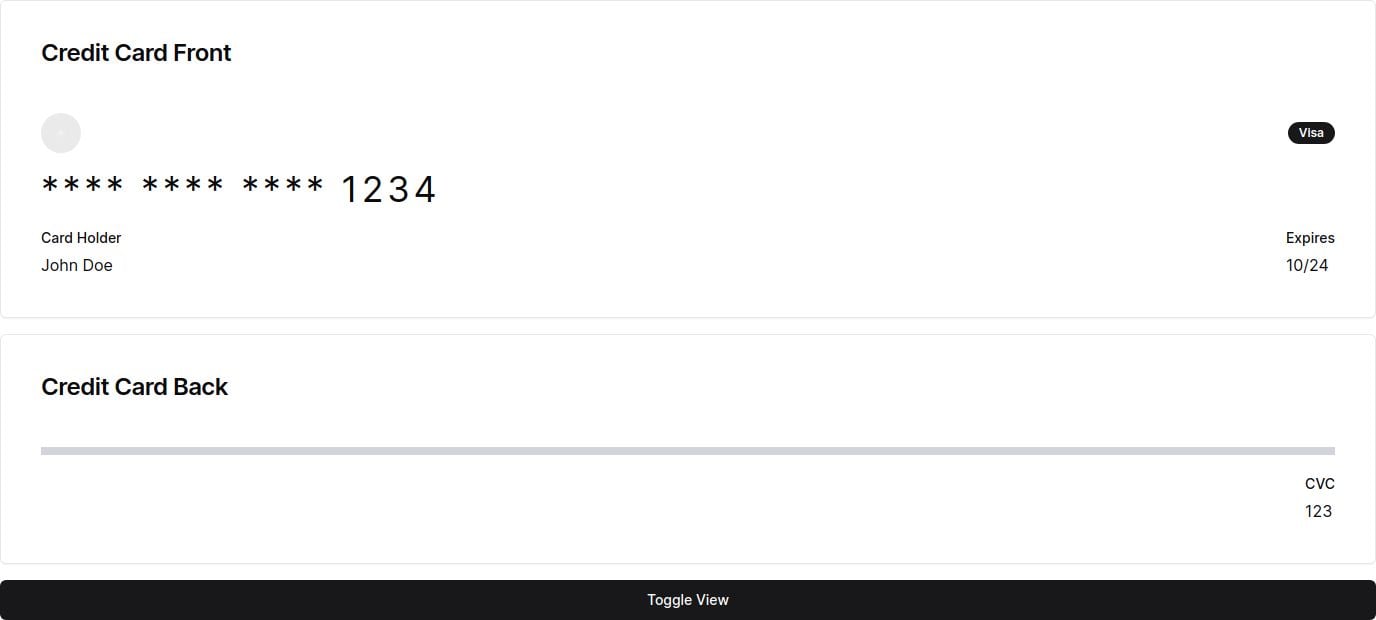 Credit Card Front
Visa
**** **** **** 1234
Card Holder
Expires
John Doe
10/24
Credit Card Back
CVC
123
Toggle View